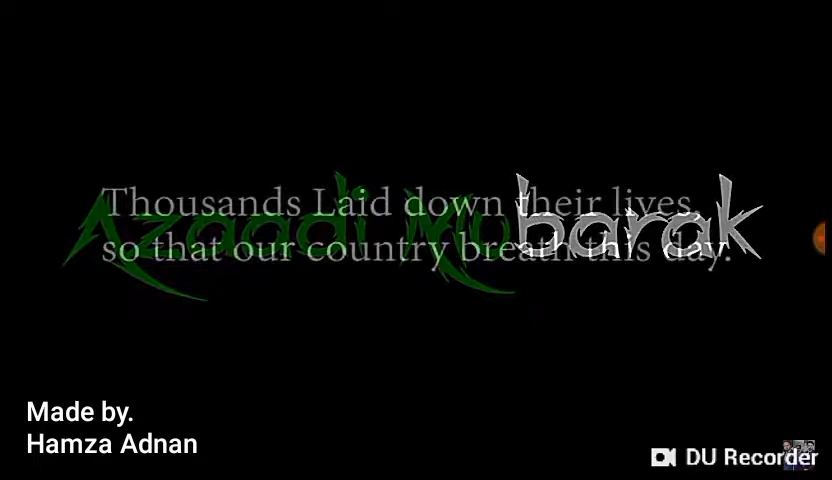 Thousands Laid down their lives,
so that our country breath this day.
Azaadi Mubarak
Made by.
Hamza Adnan
DU Recorder